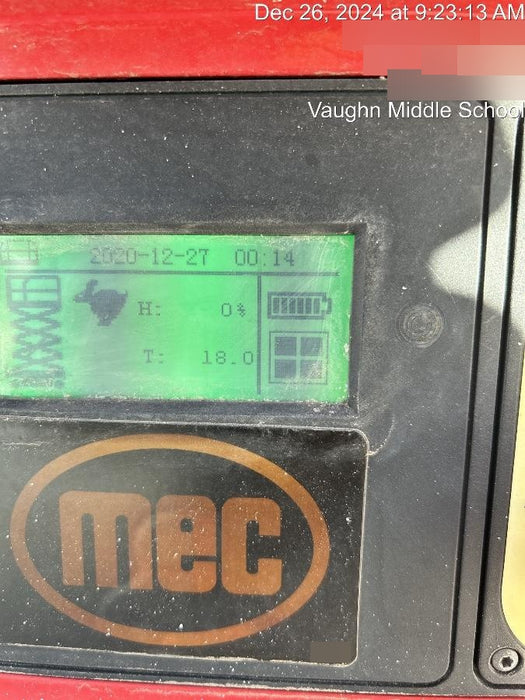 Dec 26, 2024 at 9:23:13 AM
Vaughn Middle School
2020-12-27 00:14
H: 0%
T: 18.0
mec